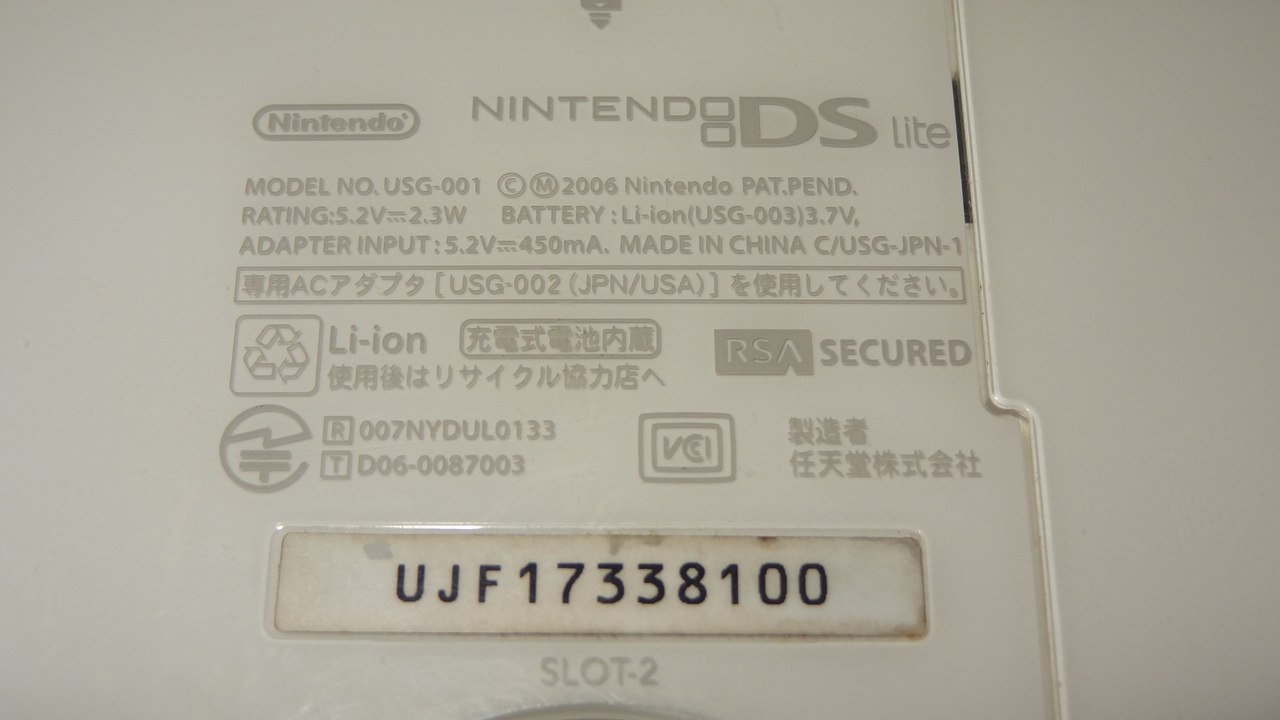 Nintendo®
NINTENDO DS lite
MODEL NO. USG-001 ©Ⓜ2006 Nintendo PAT.PEND.
RATING:5.2V⎓2.3W BATTERY:Li-ion(USG-003)3.7V,
ADAPTER INPUT:5.2V⎓450mA. MADE IN CHINA C/USG-JPN-1
専用ACアダプタ[USG-002(JPN/USA)]を使用してください。
Li-ion 充電式電池内蔵
使用後はリサイクル協力店へ
RSA SECURED
R 007NYDUL0133
T D06-0087003
VCI
製造者
任天堂株式会社
UJF17338100
SLOT-2